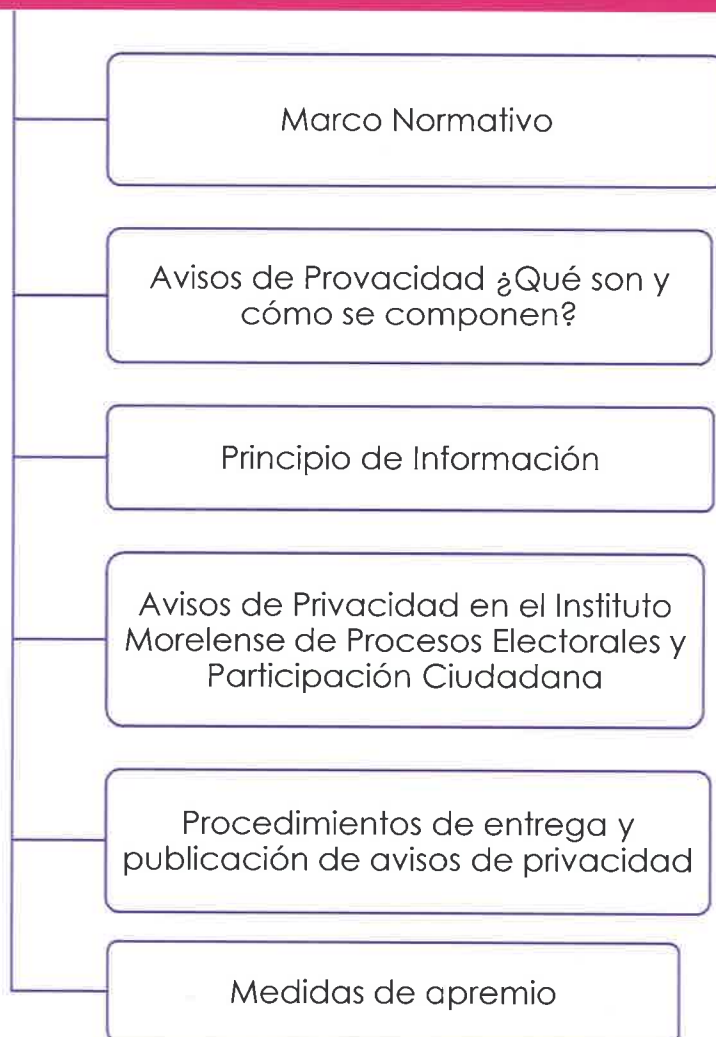 Marco Normativo
Avisos de Provacidad ¿Qué son y
cómo se componen?
Principio de Información
Avisos de Privacidad en el Instituto
Morelense de Procesos Electorales y
Participación Ciudadana
Procedimientos de entrega y
publicación de avisos de privacidad
Medidas de apremio